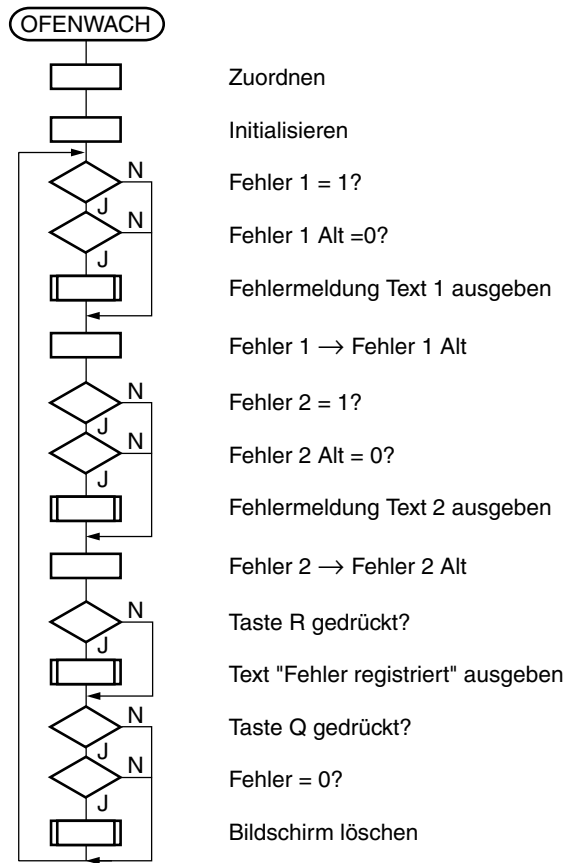 OFENWACH
Zuordnen
Initialisieren
N
Fehler 1 = 1?
J
N
Fehler 1 Alt =0?
J
Fehlermeldung Text 1 ausgeben
Fehler 1 → Fehler 1 Alt
N
Fehler 2 = 1?
J
N
Fehler 2 Alt = 0?
J
Fehlermeldung Text 2 ausgeben
Fehler 2 → Fehler 2 Alt
N
Taste R gedrückt?
J
Text "Fehler registriert" ausgeben
N
Taste Q gedrückt?
J
N
Fehler = 0?
J
Bildschirm löschen